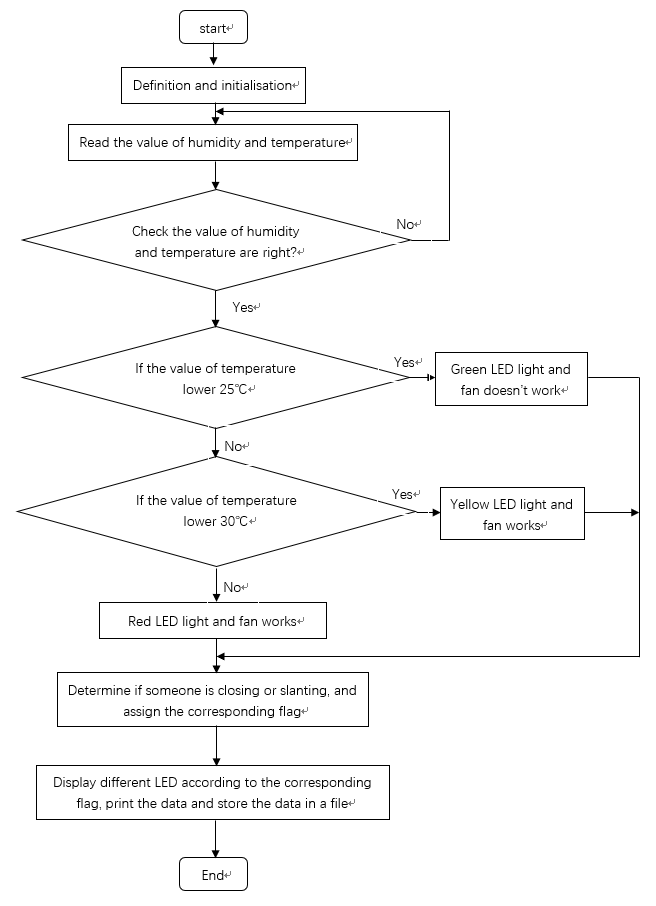 start
Definition and initialisation
Read the value of humidity and temperature
No
Check the value of humidity
and temperature are right?
Yes
If the value of temperature
lower 25℃
Yes
Green LED light and
fan doesn't work
No
If the value of temperature
lower 30℃
Yes
Yellow LED light and
fan works
No
Red LED light and fan works
Determine if someone is closing or slanting, and
assign the corresponding flag
Display different LED according to the corresponding
flag, print the data and store the data in a file
End